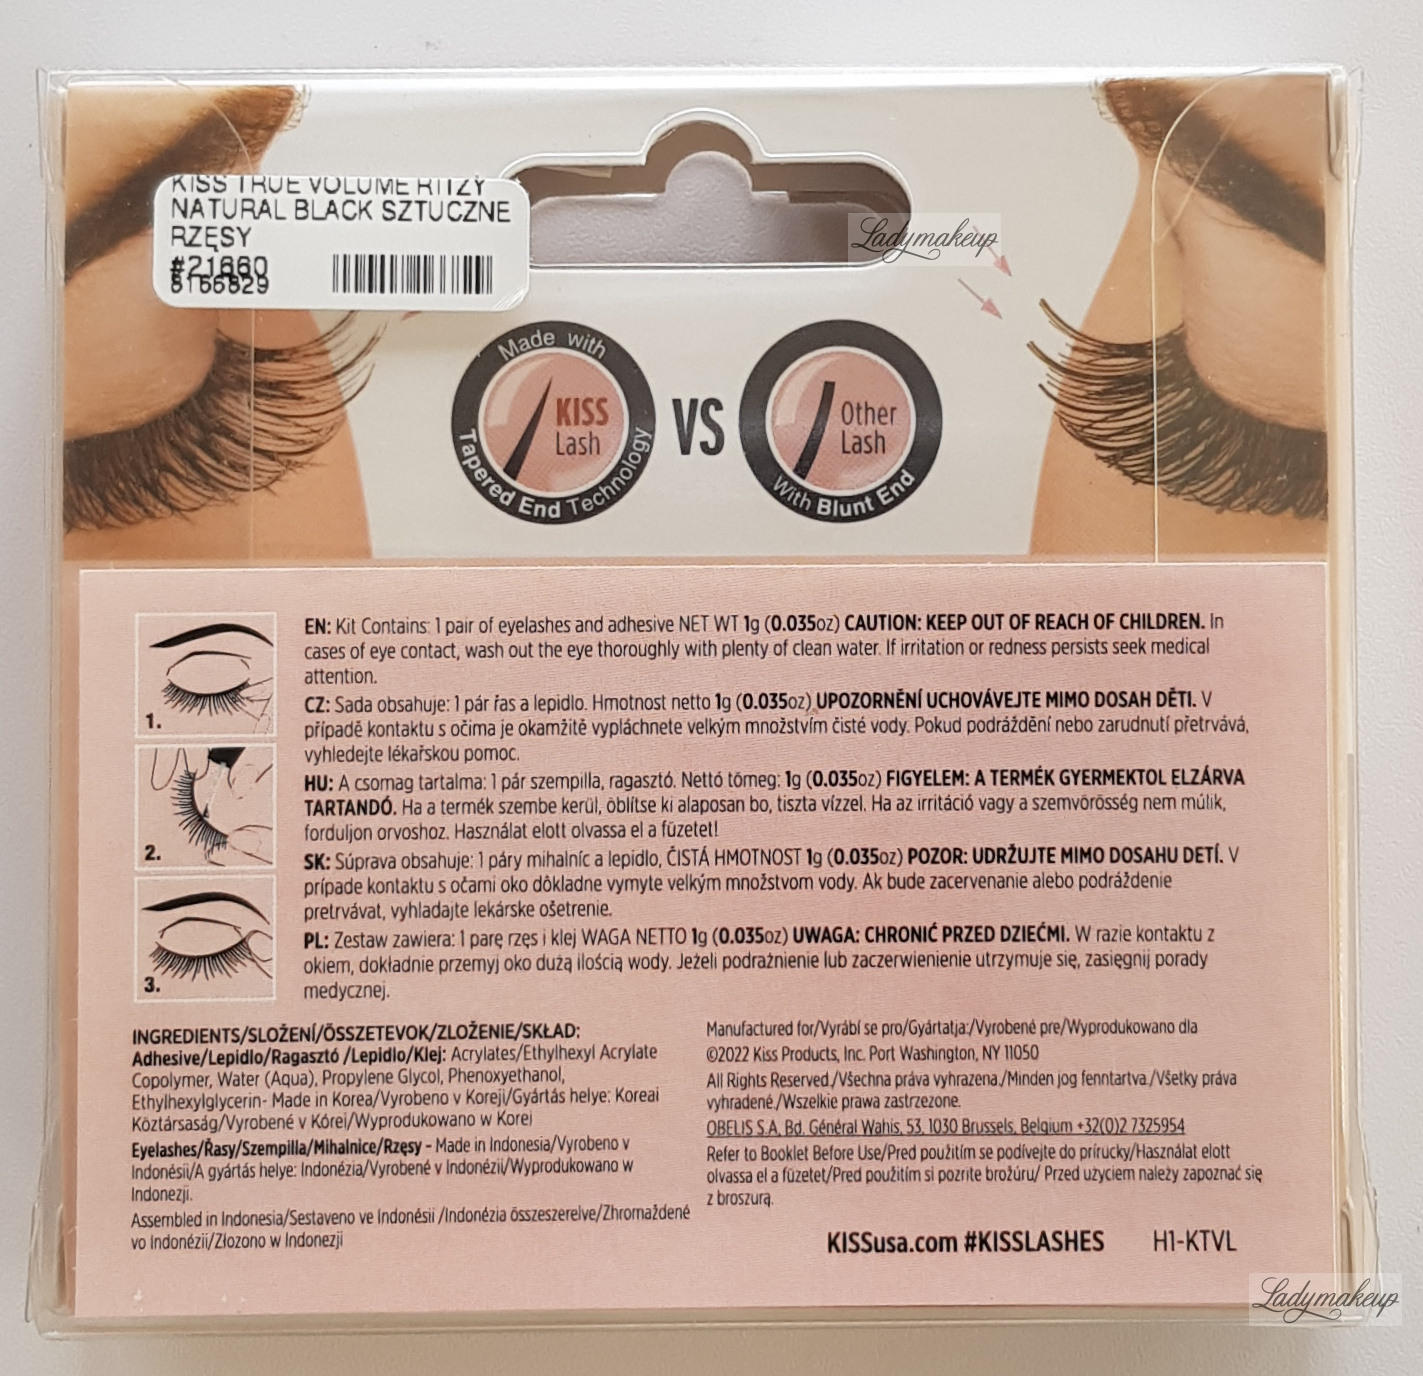 KISS TRUE VOLUME RITZY
NATURAL BLACK SZTUCZNE
RZĘSY
#21660
Ladymakeup
Made with
KISS
Lash
Tapered End Technology
VS
Other
Lash
With Blunt End
EN: Kit Contains: 1 pair of eyelashes and adhesive NET WT 1g (0.035oz) CAUTION: KEEP OUT OF REACH OF CHILDREN. In
cases of eye contact, wash out the eye thoroughly with plenty of clean water. If irritation or redness persists seek medical
attention.
CZ: Sada obsahuje: 1 pár řas a lepidlo. Hmotnost netto 1g (0.035oz) UPOZORNĚNÍ UCHOVÁVEJTE MIMO DOSAH DĚTI. V
případě kontaktu s očima je okamžitě vypláchnete velkým množstvím čisté vody. Pokud podráždění nebo zarudnutí přetrvává,
vyhledejte lékařskou pomoc.
HU: A csomag tartalma: 1 pár szempilla, ragasztó. Nettó tömeg: 1g (0.035oz) FIGYELEM: A TERMÉK GYERMEKTOL ELZÁRVA
TARTANDÓ. Ha a termék szembe kerül, öblítse ki alaposan bo, tiszta vízzel. Ha az irritáció vagy a szemvörösség nem múlik,
forduljon orvoshoz. Használat elott olvassa el a füzetet!
SK: Súprava obsahuje: 1 páry mihalníc a lepidlo, ČISTÁ HMOTNOST 1g (0.035oz) POZOR: UDRŽUJTE MIMO DOSAHU DETÍ. V
prípade kontaktu s očami oko dôkladne vymyte velkým množstvom vody. Ak bude zacervenanie alebo podráždenie
pretrvávat, vyhladajte lekárske ošetrenie.
PL: Zestaw zawiera: 1 parę rzęs i klej WAGA NETTO 1g (0.035oz) UWAGA: CHRONIĆ PRZED DZIEĆMI. W razie kontaktu z
okiem, dokładnie przemyj oko dużą ilością wody. Jeżeli podrażnienie lub zaczerwienienie utrzymuje się, zasięgnij porady
medycznej.
1.
2.
3.
INGREDIENTS/SLOŽENÍ/ÖSSZETEVOK/ZLOŽENIE/SKŁAD:
Adhesive/Lepidlo/Ragasztó /Lepidlo/Klej: Acrylates/Ethylhexyl Acrylate
Copolymer, Water (Aqua), Propylene Glycol, Phenoxyethanol,
Ethylhexylglycerin- Made in Korea/Vyrobeno v Koreji/Gyártás helye: Koreai
Köztársaság/Vyrobené v Kórei/Wyprodukowano w Korei
Eyelashes/Řasy/Szempilla/Mihalnice/Rzęsy - Made in Indonesia/Vyrobeno v
Indonésii/A gyártás helye: Indonézia/Vyrobené v Indonézii/Wyprodukowano w
Indonezji.
Assembled in Indonesia/Sestaveno ve Indonésii /Indonézia összeszerelve/Zhromaždené
vo Indonézii/Złozono w Indonezji
Manufactured for/Vyrábí se pro/Gyártatja:/Vyrobené pre/Wyprodukowano dla
©2022 Kiss Products, Inc. Port Washington, NY 11050
All Rights Reserved./Všechna práva vyhrazena./Minden jog fenntartva./Všetky práva
vyhradené./Wszelkie prawa zastrzezone.
OBELIS S.A, Bd. Général Wahis, 53, 1030 Brussels, Belgium +32(0)2 7325954
Refer to Booklet Before Use/Pred použitím se podívejte do prírucky/Használat elott
olvassa el a füzetet/Pred použitím si pozrite brožúru/ Przed użyciem należy zapoznać się
z broszurą.
KISSusa.com #KISSLASHES H1-KTVL
Ladymakeup